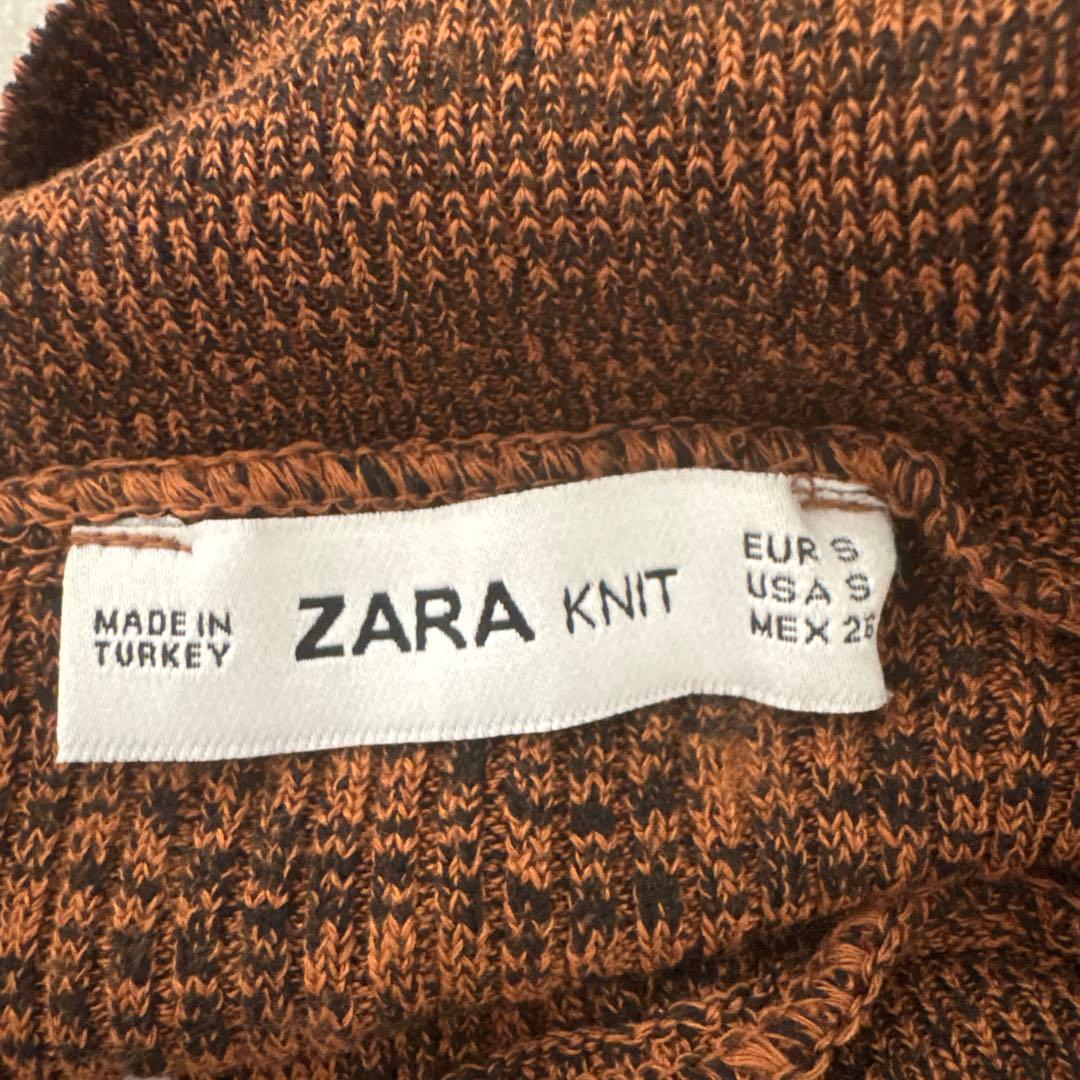 MADE IN
TURKEY
ZARA KNIT
EUR S
USA S
MEX 26